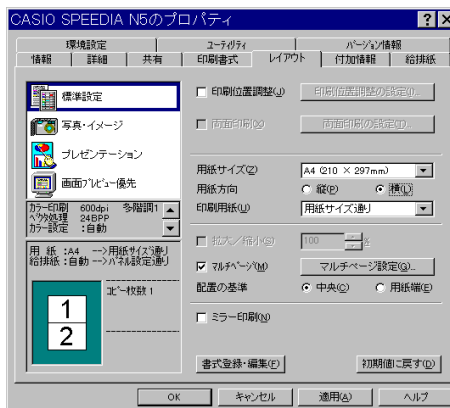 CASIO SPEEDIA N5のプロパティ
環境設定 ユーティリティ バージョン情報
情報 詳細 共有 印刷書式 レイアウト 付加情報 給排紙
標準設定
写真・イメージ
プレゼンテーション
画面プレビュー優先
カラー印刷 600dpi 多階調1
ベタ処理 24BPP
カラー設定 :自動
用 紙 :A4 -->用紙サイズ通り
給排紙 :自動 -->パネル設定通り
1
2
コピー枚数 1
印刷位置調整(J) 印刷位置調整の設定(I)...
両面印刷(X) 両面印刷の設定(T)...
用紙サイズ(Z) A4 (210 × 297mm)
用紙方向 縦(P) 横(L)
印刷用紙(U) 用紙サイズ通り
拡大/縮小(S) 100 %
マルチページ(M) マルチページ設定(G)...
配置の基準 中央(C) 用紙端(E)
ミラー印刷(N)
書式登録・編集(F) 初期値に戻す(D)
OK キャンセル 適用(A) ヘルプ